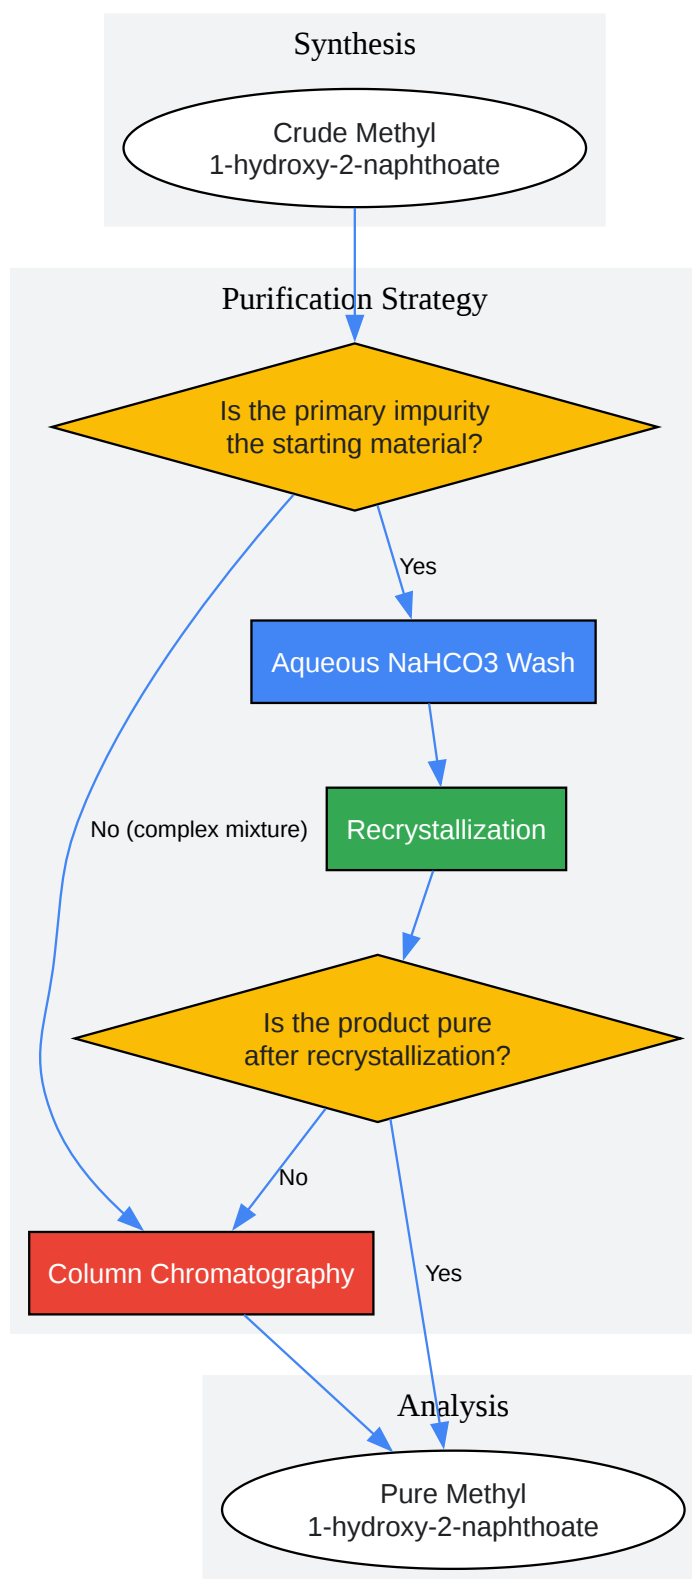 Synthesis
Crude Methyl
1-hydroxy-2-naphthoate
Purification Strategy
Is the primary impurity
the starting material?
Yes
Aqueous NaHCO3 Wash
No (complex mixture)
Recrystallization
Is the product pure
after recrystallization?
No
Column Chromatography
Yes
Analysis
Pure Methyl
1-hydroxy-2-naphthoate